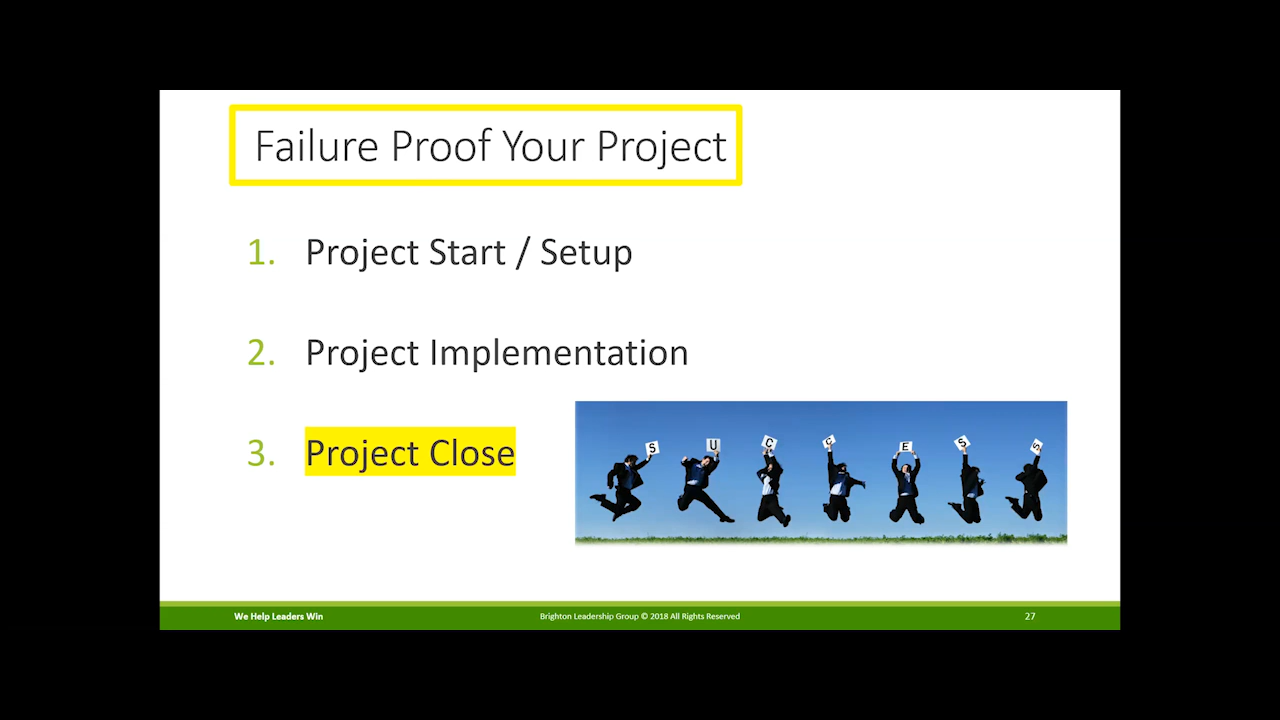 Failure Proof Your Project
1. Project Start / Setup
2. Project Implementation
3. Project Close
S U C C E S S
We Help Leaders Win
Brighton Leadership Group © 2018 All Rights Reserved
27